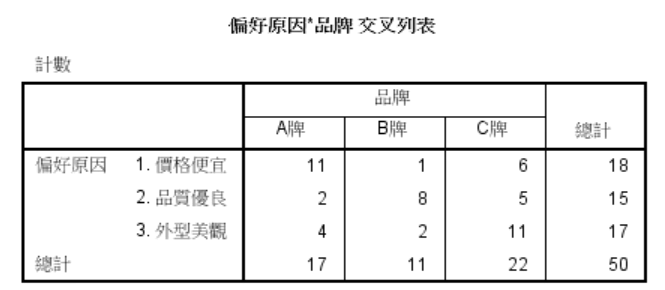 偏好原因*品牌 交叉列表
計數
品牌
A牌 B牌 C牌 總計
偏好原因 1. 價格便宜 11 1 6 18
2. 品質優良 2 8 5 15
3. 外型美觀 4 2 11 17
總計 17 11 22 50